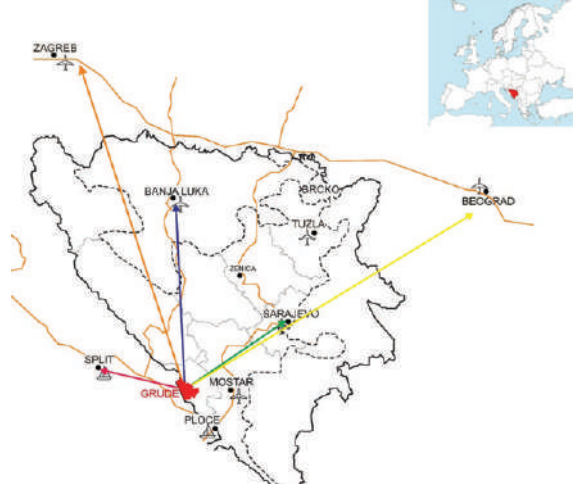 ZAGREB
BANJA LUKA
BRCKO
BEOGRAD
TUZLA
ZENICA
SARAJEVO
SPLIT
GRUDE
MOSTAR
PLOCE